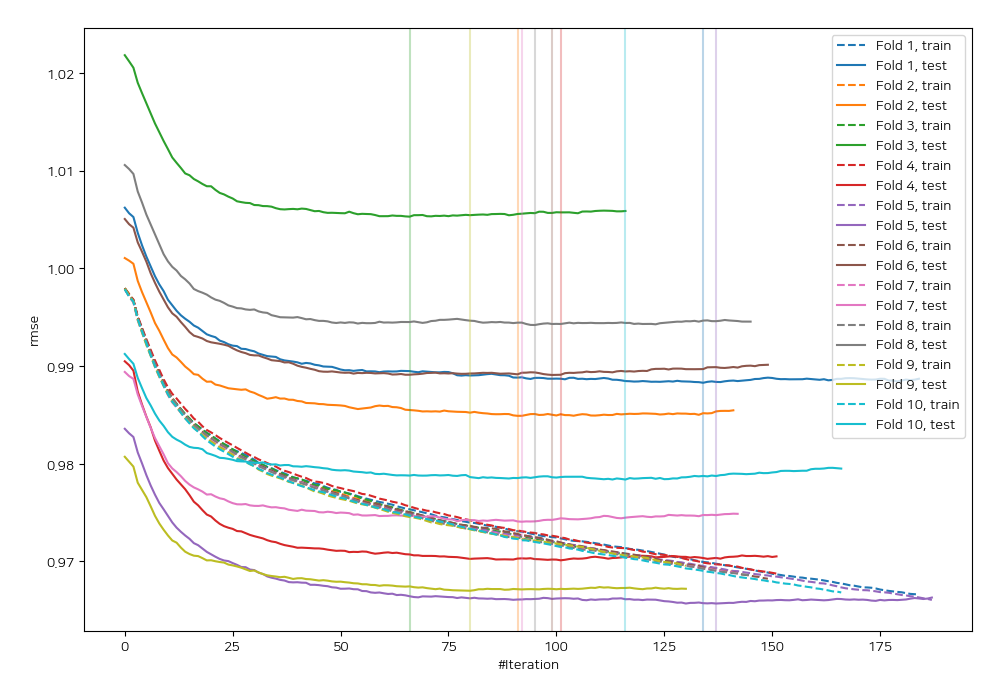 1.02
1.01
1.00
0.99
0.98
0.97
rmse
0
25
50
75
100
125
150
175
#Iteration
Fold 1, train
Fold 1, test
Fold 2, train
Fold 2, test
Fold 3, train
Fold 3, test
Fold 4, train
Fold 4, test
Fold 5, train
Fold 5, test
Fold 6, train
Fold 6, test
Fold 7, train
Fold 7, test
Fold 8, train
Fold 8, test
Fold 9, train
Fold 9, test
Fold 10, train
Fold 10, test